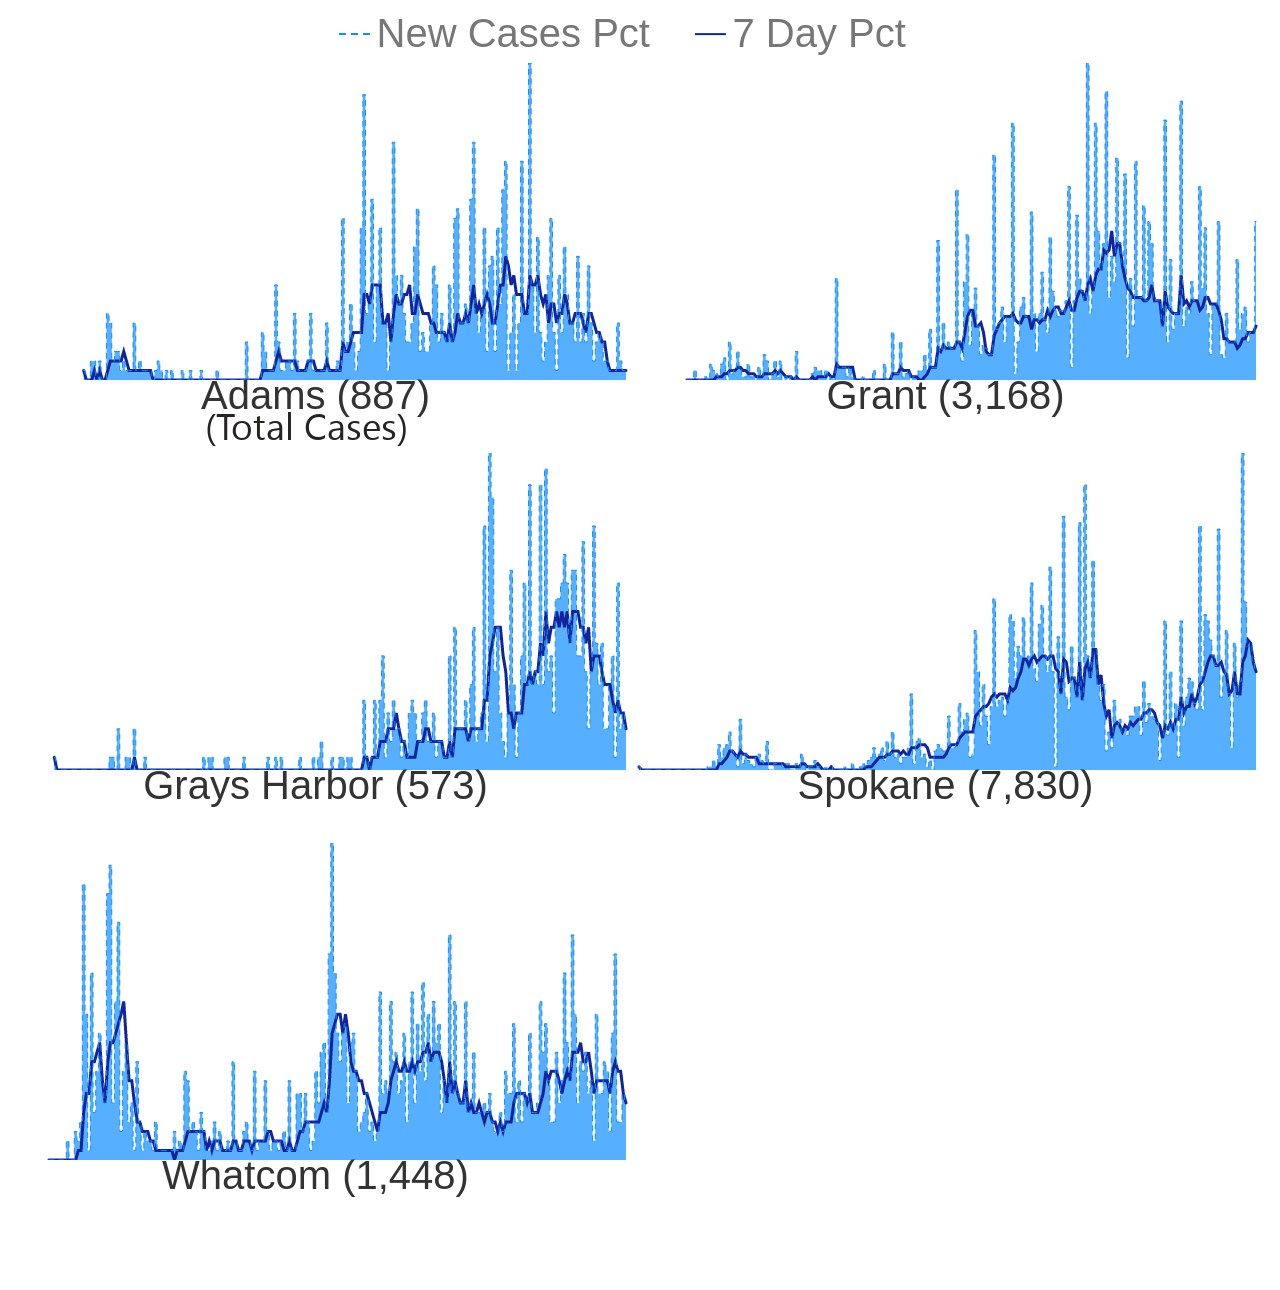 New Cases Pct 7 Day Pct
Adams (887)
(Total Cases)
Grant (3,168)
Grays Harbor (573)
Spokane (7,830)
Whatcom (1,448)